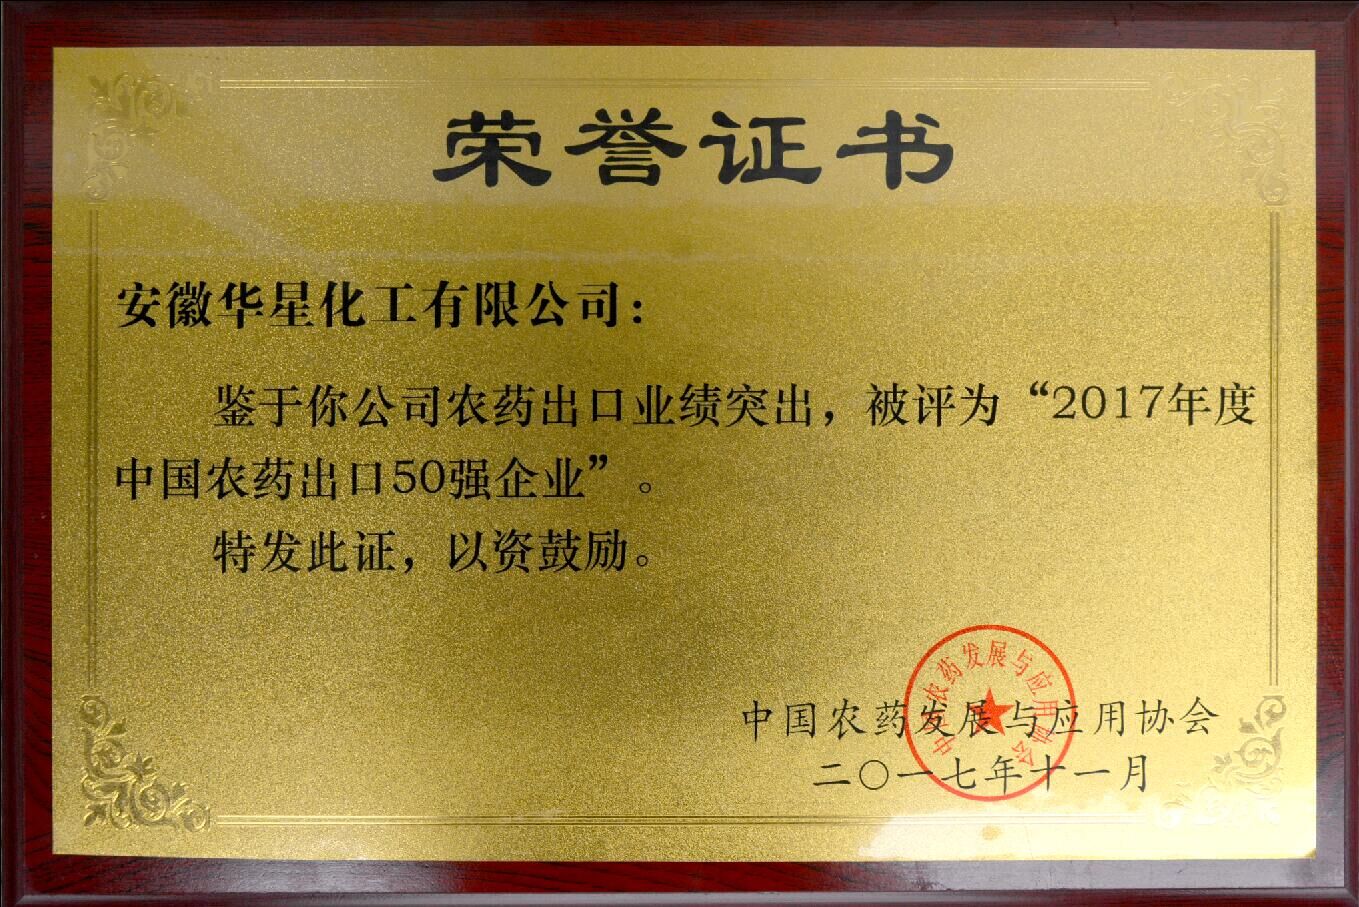 荣誉证书
安徽华星化工有限公司：
鉴于你公司农药出口业绩突出，被评为“2017年度
中国农药出口50强企业”。
特发此证，以资鼓励。
中国农药发展与应用协会
中国农药发展与应用协会
二〇一七年十一月